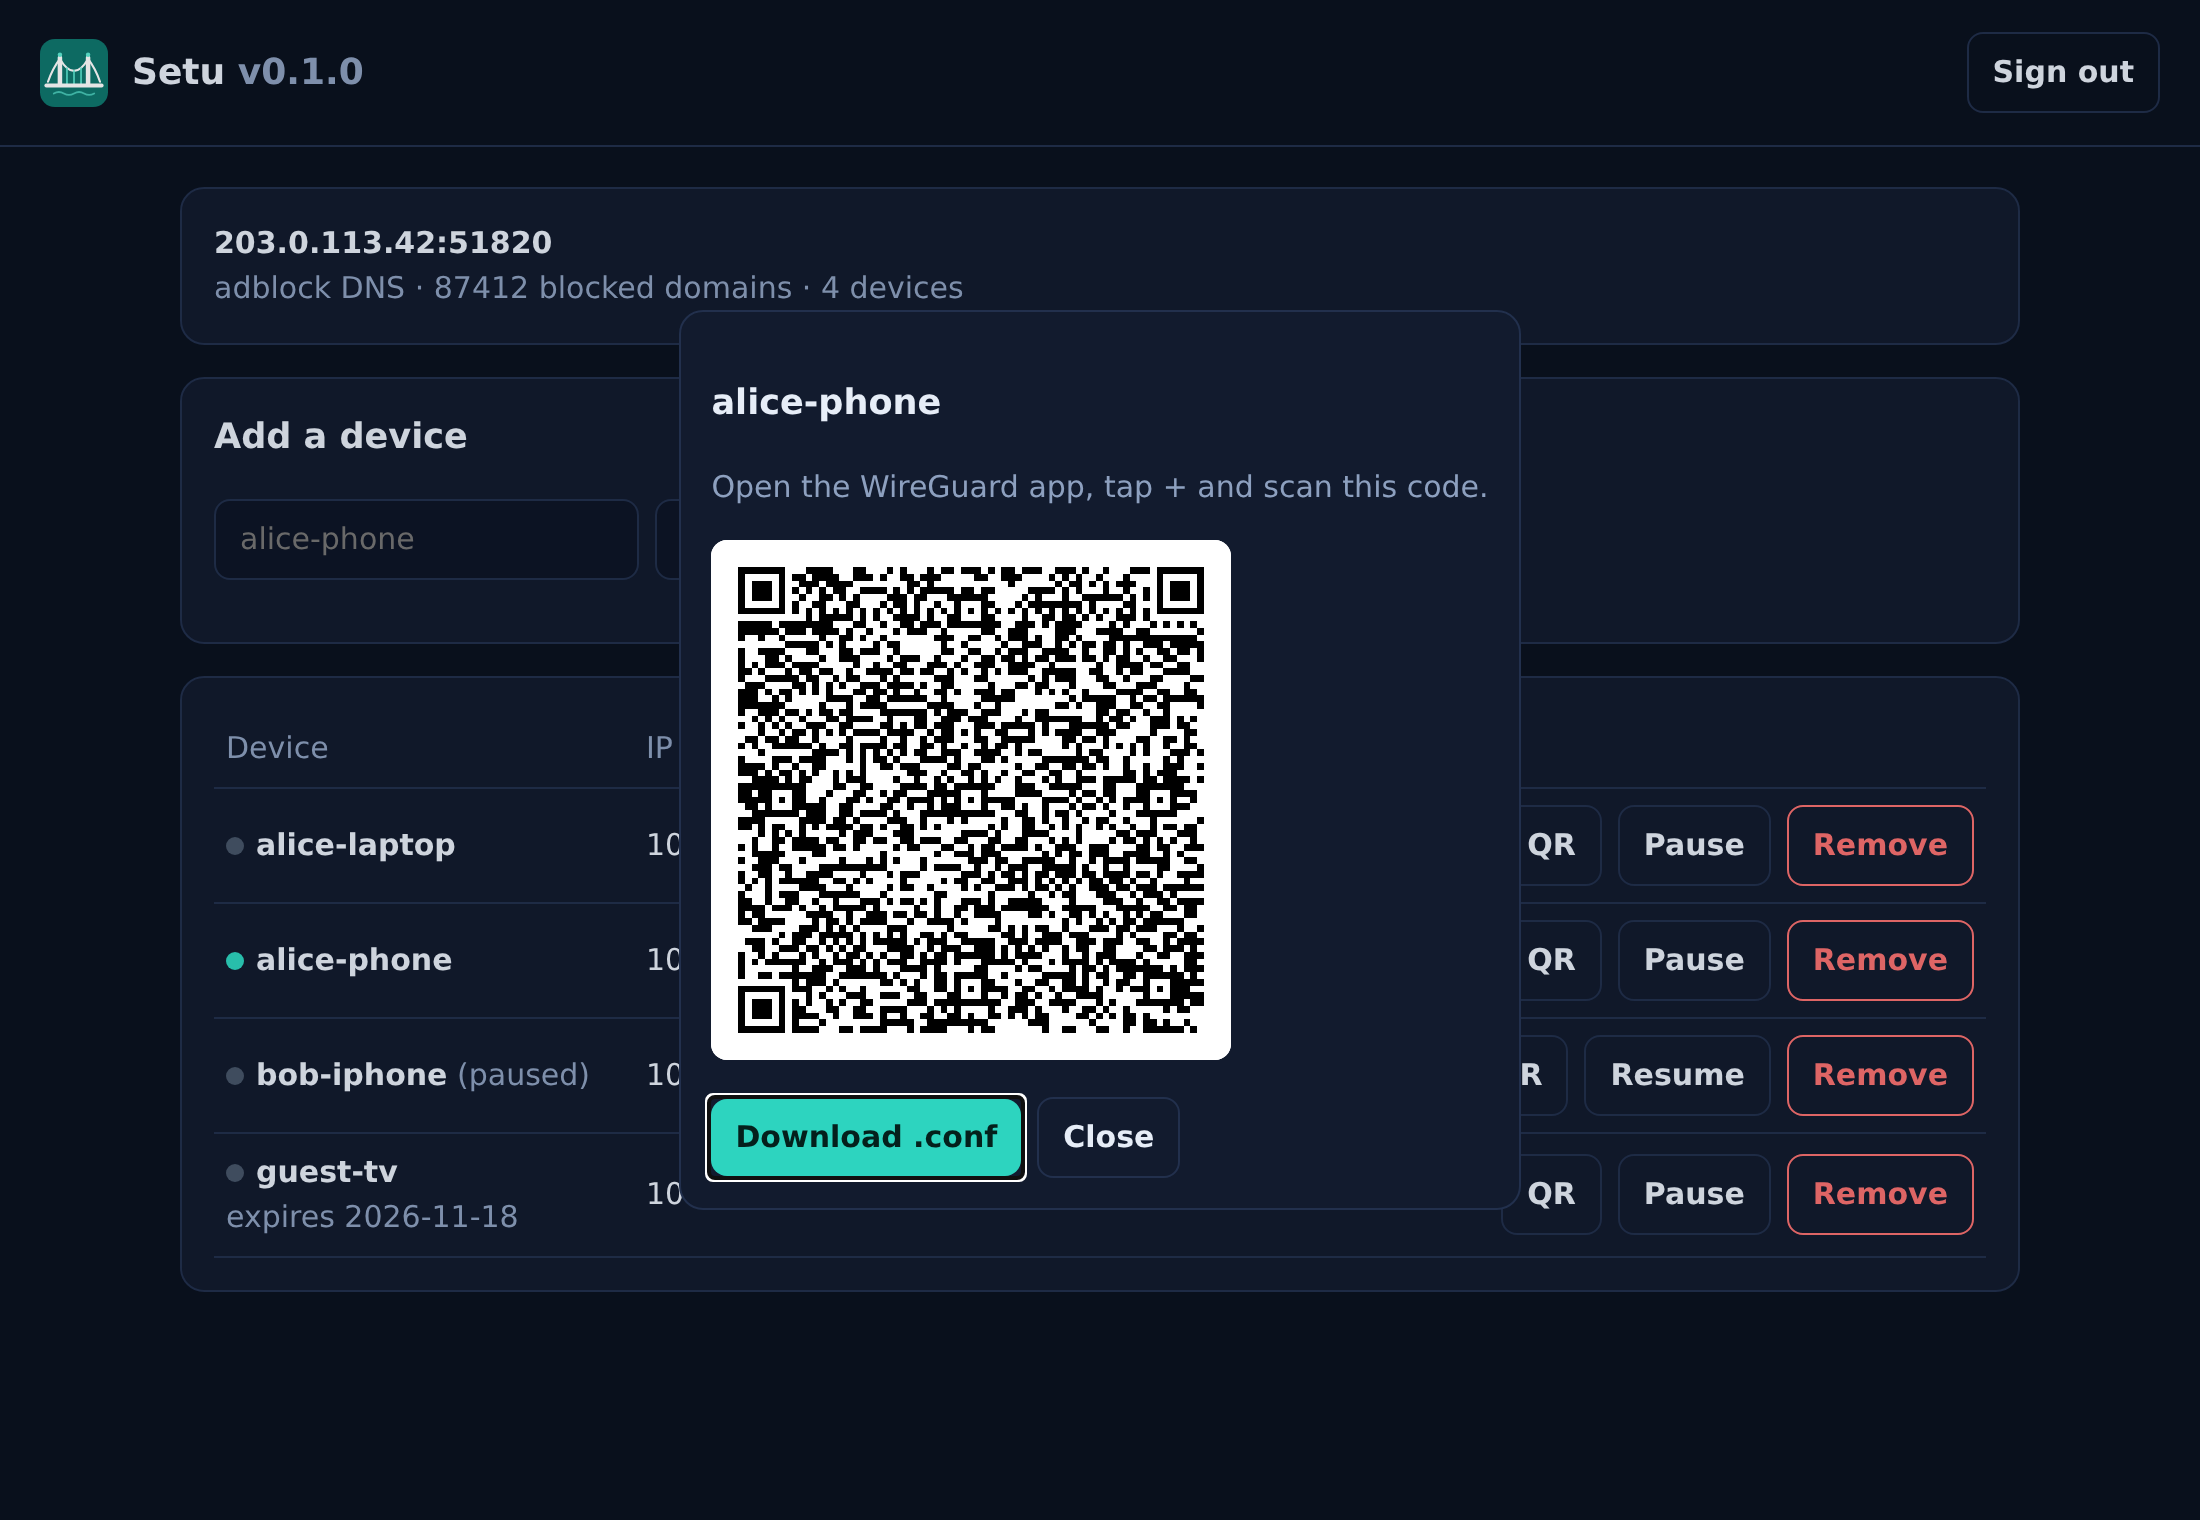 Setu v0.1.0
Sign out
203.0.113.42:51820
adblock DNS · 87412 blocked domains · 4 devices
Add a device
alice-phone
alice-phone
Open the WireGuard app, tap + and scan this code.
Download .conf
Close
Device IP
alice-laptop 10 QR Pause Remove
alice-phone 10 QR Pause Remove
bob-iphone (paused) 10 R Resume Remove
guest-tv 10 QR Pause Remove
expires 2026-11-18